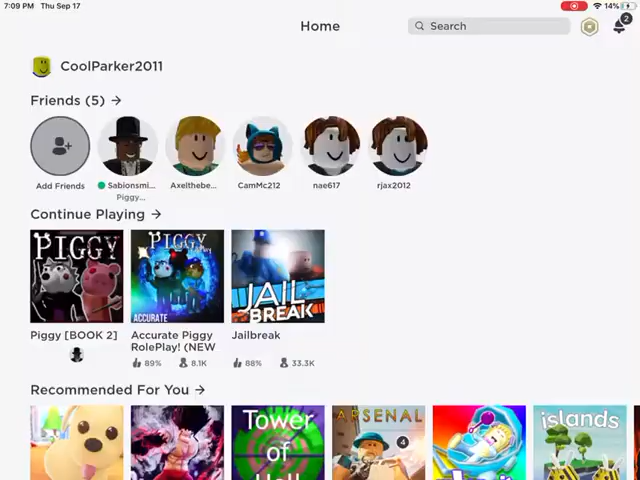 7:09 PM Thu Sep 17
14%
Home
Search
2
CoolParker2011
Friends (5) →
Add Friends
Sabionsmi...
Axelthebe...
CamMc212
nae617
rjax2012
Piggy...
Continue Playing →
PIGGY
PIGGY
ACCURATE
JAIL
BREAK
Piggy [BOOK 2]
Accurate Piggy
RolePlay! (NEW
Jailbreak
89%
8.1K
88%
33.3K
Recommended For You →
Tower
of
Hell
ARSENAL
4
islands